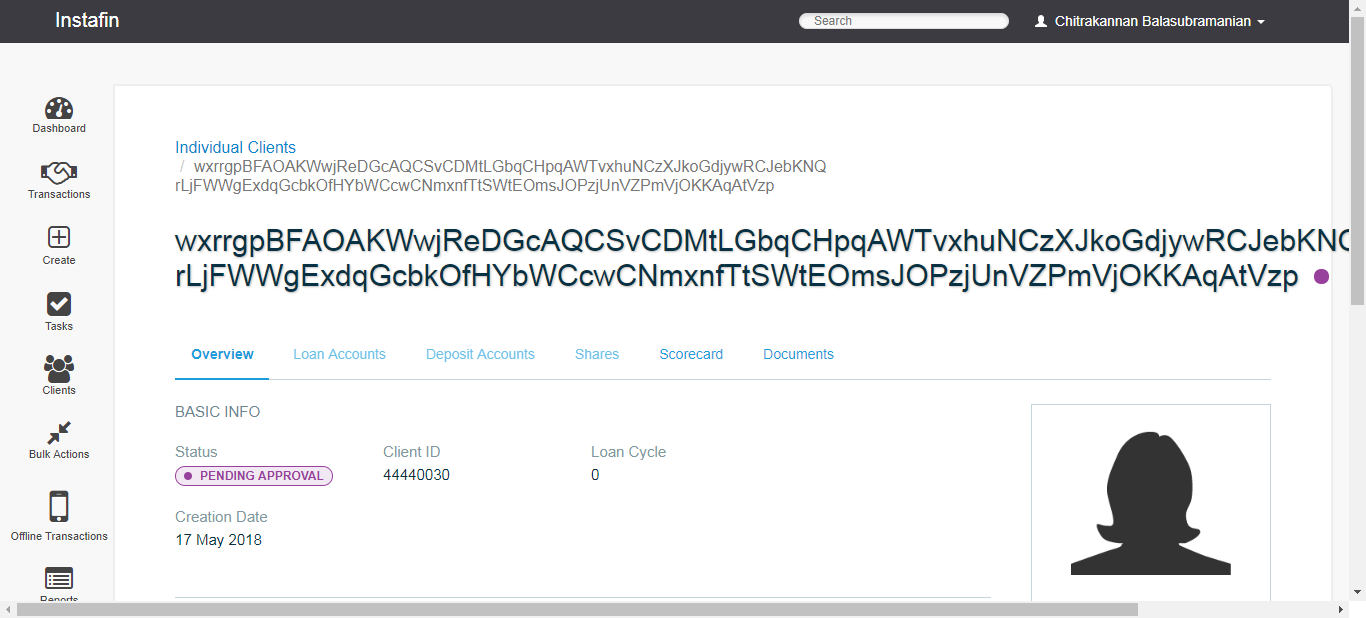 Instafin
Search
Chitrakannan Balasubramanian
Dashboard
Transactions
Create
Tasks
Clients
Bulk Actions
Offline Transactions
Reports
Individual Clients
/ wxrrgpBFAOAKWwjReDGcAQCSvCDMtLGbqCHpqAWTvxhuNCzXJkoGdjywRCJebKNQ
rLjFWWgExdqGcbkOfHYbWCcwCNmxnfTtSWtEOmsJOPzjUnVZPmVjOKKAqAtVzp
wxrrgpBFAOAKWwjReDGcAQCSvCDMtLGbqCHpqAWTvxhuNCzXJkoGdjywRCJebKNQ
rLjFWWgExdqGcbkOfHYbWCcwCNmxnfTtSWtEOmsJOPzjUnVZPmVjOKKAqAtVzp
Overview Loan Accounts Deposit Accounts Shares Scorecard Documents
BASIC INFO
Status Client ID Loan Cycle
PENDING APPROVAL 44440030 0
Creation Date
17 May 2018